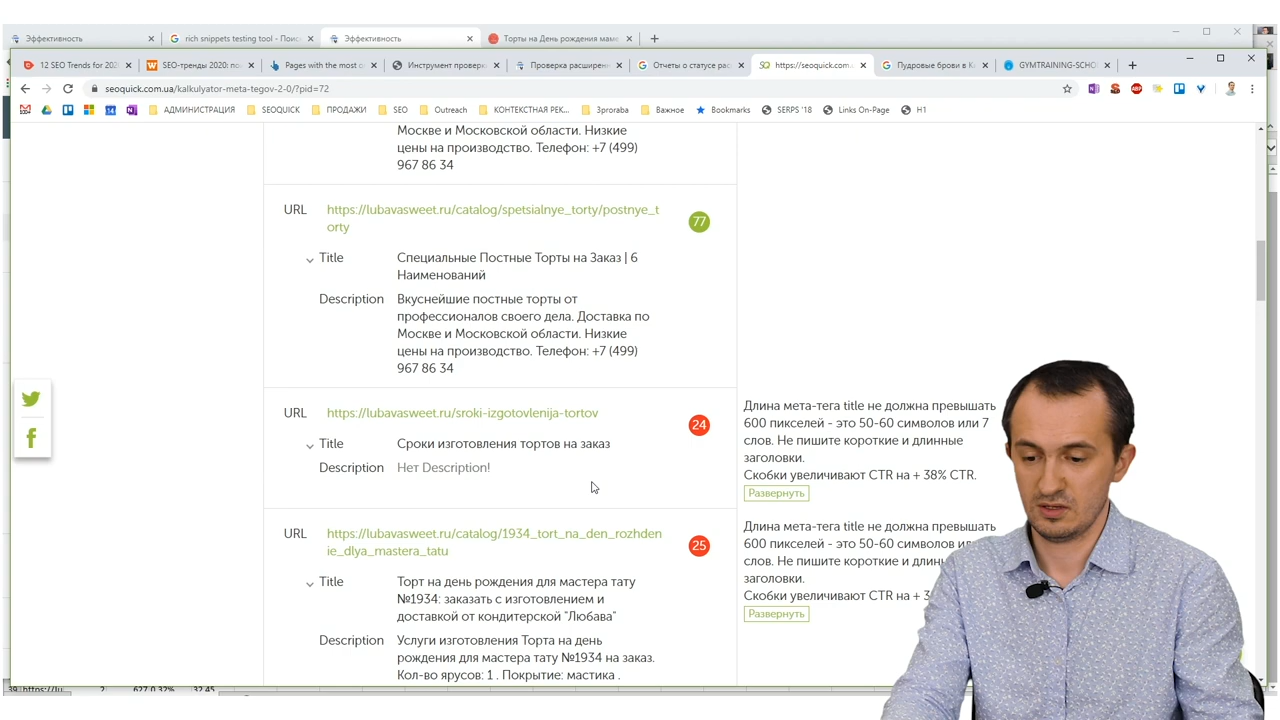 Эффективность
rich snippets testing tool - Поис
Эффективность
Торты на День рождения маме
12 SEO Trends for 202
SEO-тренды 2020: по
Pages with the most o
Инструмент проверк
Проверка расширени
Отчеты о статусе рас
https://seoquick.com.
Пудровые брови в К
GYMTRAINING-SCHO
seoquick.com.ua/kalkulyator-meta-tegov-2-0/?pid=72
АДМИНИСТРАЦИЯ
SEOQUICK
ПРОДАЖИ
SEO
Outreach
КОНТЕКСТНАЯ РЕК...
3proraba
Важное
Bookmarks
SERPS '18
Links On-Page
H1
Москве и Московской области. Низкие
цены на производство. Телефон: +7 (499)
967 86 34
URL https://lubavasweet.ru/catalog/spetsialnye_torty/postnye_t
orty
77
Title Специальные Постные Торты на Заказ | 6
Наименований
Description Вкуснейшие постные торты от
профессионалов своего дела. Доставка по
Москве и Московской области. Низкие
цены на производство. Телефон: +7 (499)
967 86 34
URL https://lubavasweet.ru/sroki-izgotovlenija-tortov
24
Title Сроки изготовления тортов на заказ
Description Нет Description!
Длина мета-тега title не должна превышать
600 пикселей - это 50-60 символов или 7
слов. Не пишите короткие и длинные
заголовки.
Скобки увеличивают CTR на + 38% CTR.
Развернуть
URL https://lubavasweet.ru/catalog/1934_tort_na_den_rozhden
ie_dlya_mastera_tatu
25
Title Торт на день рождения для мастера тату
№1934: заказать с изготовлением и
доставкой от кондитерской "Любава"
Description Услуги изготовления Торта на день
рождения для мастера тату №1934 на заказ.
Кол-во ярусов: 1 . Покрытие: мастика .
Длина мета-тега title не должна превышать
600 пикселей - это 50-60 символов ил
слов. Не пишите короткие и длинн
заголовки.
Скобки увеличивают CTR на + 3
Развернуть